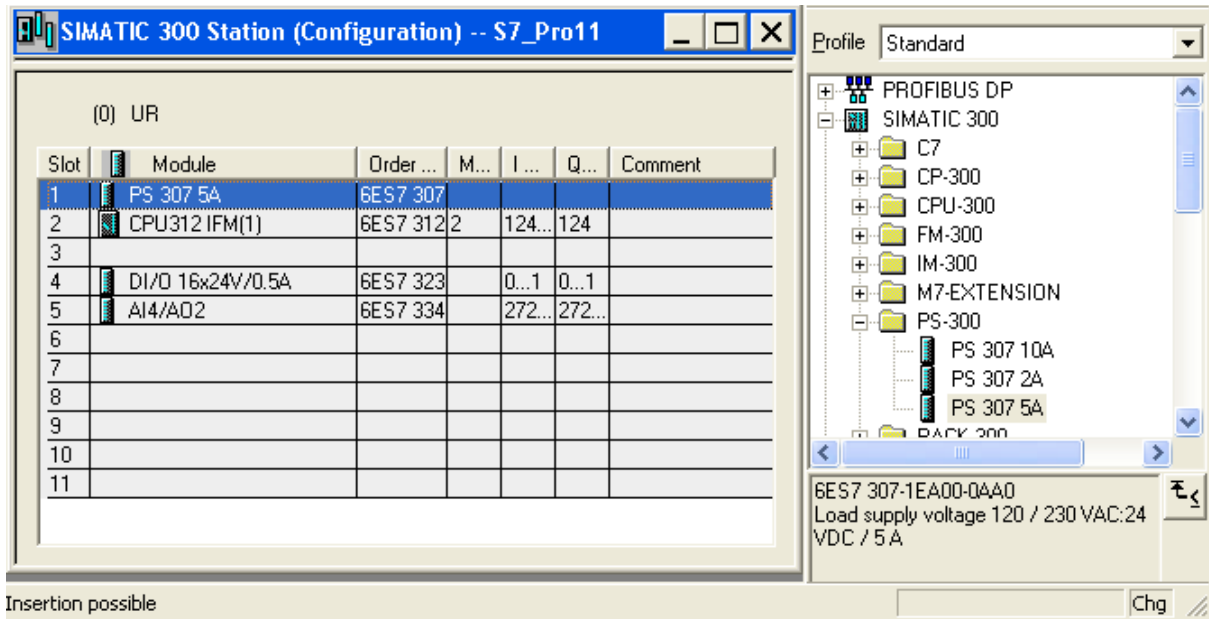 SIMATIC 300 Station (Configuration) -- S7_Pro11
(0) UR
Slot Module Order ... M... I ... Q... Comment
1 PS 307 5A 6ES7 307
2 CPU312 IFM(1) 6ES7 312 2 124... 124
3
4 DI/O 16x24V/0.5A 6ES7 323 0...1 0...1
5 AI4/AO2 6ES7 334 272... 272...
6
7
8
9
10
11
Profile Standard
PROFIBUS DP
SIMATIC 300
C7
CP-300
CPU-300
FM-300
IM-300
M7-EXTENSION
PS-300
PS 307 10A
PS 307 2A
PS 307 5A
RACK 300
6ES7 307-1EA00-0AA0
Load supply voltage 120 / 230 VAC:24
VDC / 5 A
Insertion possible
Chg